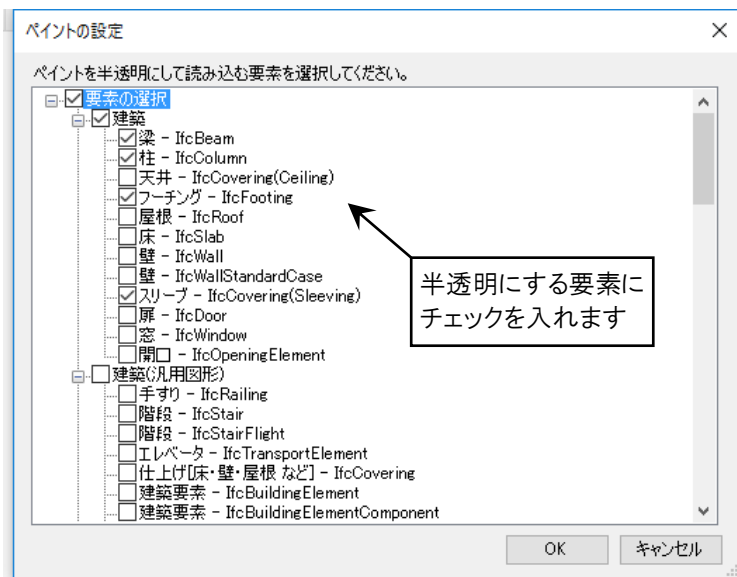 ペイントの設定
ペイントを半透明にして読み込む要素を選択してください。
要素の選択
建築
梁 - IfcBeam
柱 - IfcColumn
天井 - IfcCovering(Ceiling)
フーチング - IfcFooting
屋根 - IfcRoof
床 - IfcSlab
壁 - IfcWall
壁 - IfcWallStandardCase
スリーブ - IfcCovering(Sleeving)
扉 - IfcDoor
窓 - IfcWindow
開口 - IfcOpeningElement
半透明にする要素に
チェックを入れます
建築(汎用図形)
手すり - IfcRailing
階段 - IfcStair
階段 - IfcStairFlight
エレベータ - IfcTransportElement
仕上げ[床・壁・屋根 など] - IfcCovering
建築要素 - IfcBuildingElement
建築要素 - IfcBuildingElementComponent
OK
キャンセル